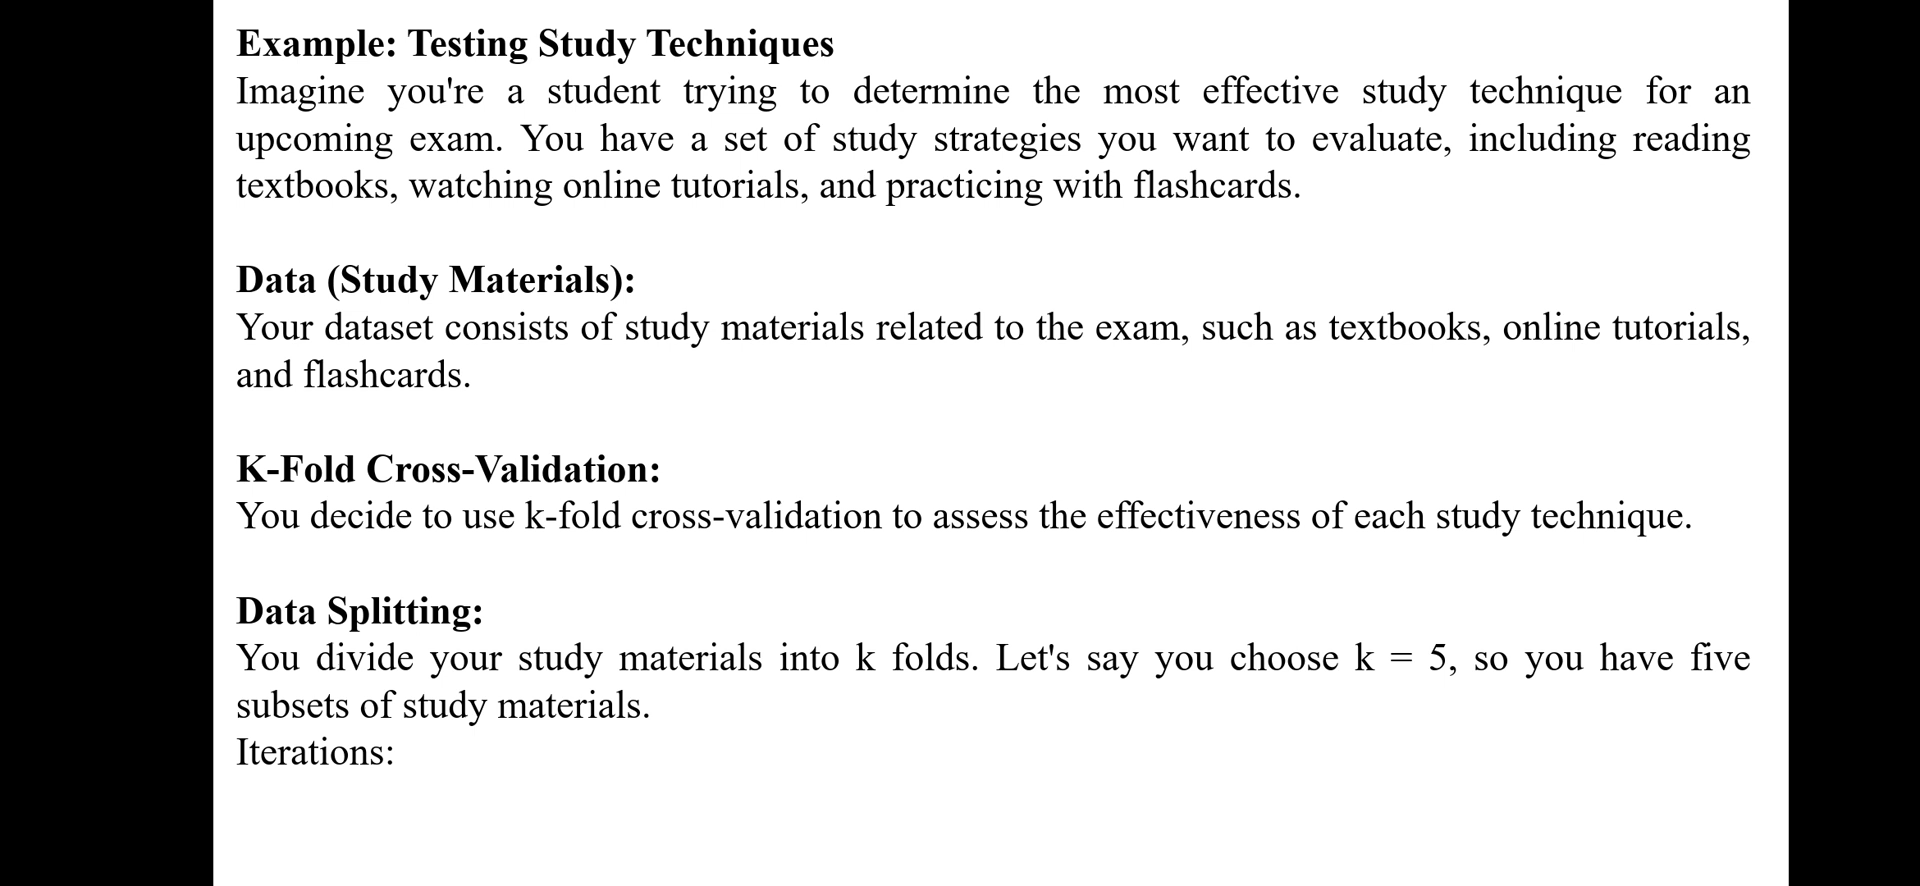 Example: Testing Study Techniques
Imagine you're a student trying to determine the most effective study technique for an
upcoming exam. You have a set of study strategies you want to evaluate, including reading
textbooks, watching online tutorials, and practicing with flashcards.
Data (Study Materials):
Your dataset consists of study materials related to the exam, such as textbooks, online tutorials,
and flashcards.
K-Fold Cross-Validation:
You decide to use k-fold cross-validation to assess the effectiveness of each study technique.
Data Splitting:
You divide your study materials into k folds. Let's say you choose k = 5, so you have five
subsets of study materials.
Iterations: